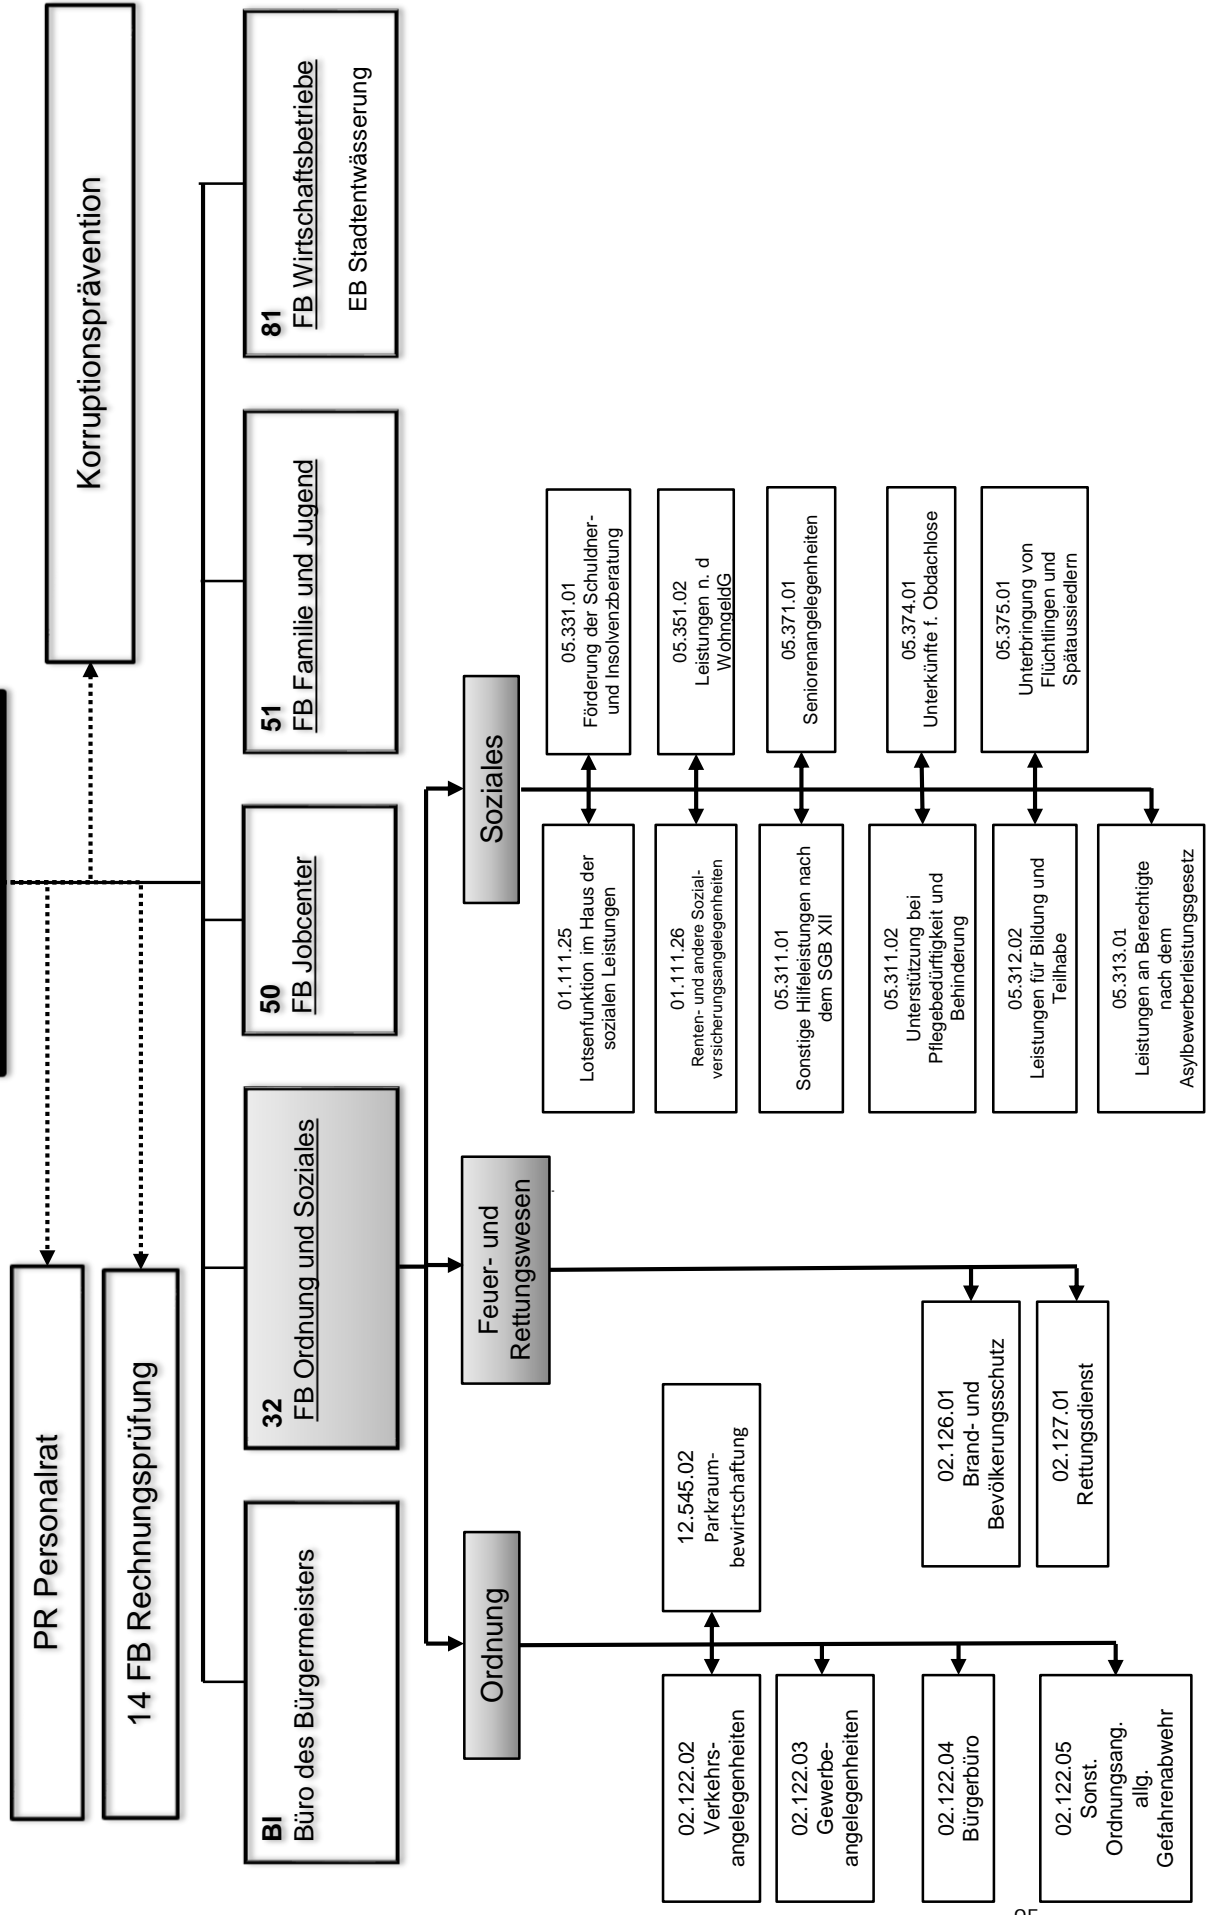 PR Personalrat
14 FB Rechnungsprüfung
Korruptionsprävention
BI
Büro des Bürgermeisters
32
FB Ordnung und Soziales
50
FB Jobcenter
51
FB Familie und Jugend
81
FB Wirtschaftsbetriebe
EB Stadtentwässerung
Ordnung
Feuer- und
Rettungswesen
Soziales
02.122.02
Verkehrs-
angelegenheiten
12.545.02
Parkraum-
bewirtschaftung
02.122.03
Gewerbe-
angelegenheiten
02.122.04
Bürgerbüro
02.122.05
Sonst.
Ordnungsang.
allg.
Gefahrenabwehr
02.126.01
Brand- und
Bevölkerungsschutz
02.127.01
Rettungsdienst
01.111.25
Lotsenfunktion im Haus der
sozialen Leistungen
05.331.01
Förderung der Schuldner-
und Insolvenzberatung
01.111.26
Renten- und andere Sozial-
versicherungsangelegenheiten
05.351.02
Leistungen n. d
WohngeldG
05.311.01
Sonstige Hilfeleistungen nach
dem SGB XII
05.371.01
Seniorenangelegenheiten
05.311.02
Unterstützung bei
Pflegebedürftigkeit und
Behinderung
05.374.01
Unterkünfte f. Obdachlose
05.312.02
Leistungen für Bildung und
Teilhabe
05.375.01
Unterbringung von
Flüchtlingen und
Spätaussiedlern
05.313.01
Leistungen an Berechtigte
nach dem
Asylbewerberleistungsgesetz